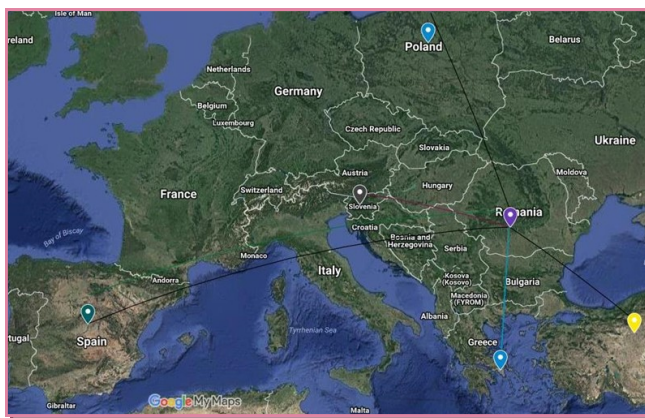 Isle of Man
reland
Poland
Belarus
Netherlands
Germany
Belgium
Luxembourg
Czech Republic
Ukraine
Slovakia
Moldova
Austria
France
Switzerland
Hungary
Slovenia
Romania
Croatia
Bay of Biscay
Bosnia and
Herzegovina
Serbia
Monaco
Italy
Andorra
Kosova
(Kosovo)
Bulgaria
Macedonia
(FYROM)
Albania
Tyrrhenian Sea
Spain
tugal
Greece
Google My Maps
Gibraltar
Malta